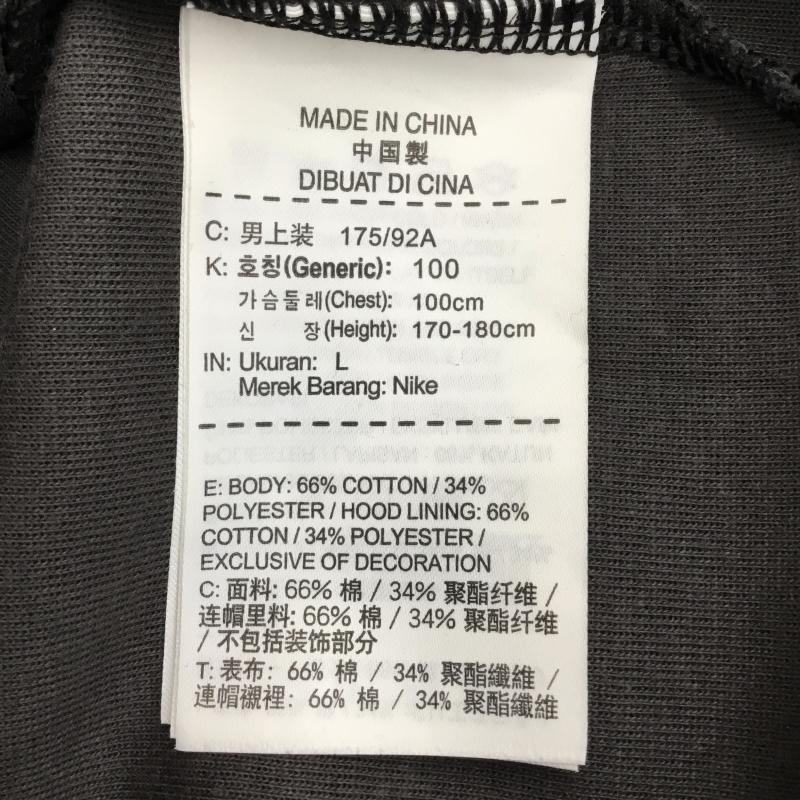 MADE IN CHINA
中国製
DIBUAT DI CINA
C: 男上装 175/92A
K: 호칭(Generic): 100
가슴둘레(Chest): 100cm
신 장(Height): 170-180cm
IN: Ukuran: L
Merek Barang: Nike
E: BODY: 66% COTTON / 34%
POLYESTER / HOOD LINING: 66%
COTTON / 34% POLYESTER /
EXCLUSIVE OF DECORATION
C: 面料: 66% 棉 / 34% 聚酯纤维 /
连帽里料: 66% 棉 / 34% 聚酯纤维
/ 不包括装饰部分
T: 表布: 66% 棉 / 34% 聚酯纖維 /
連帽襯裡: 66% 棉 / 34% 聚酯纖維